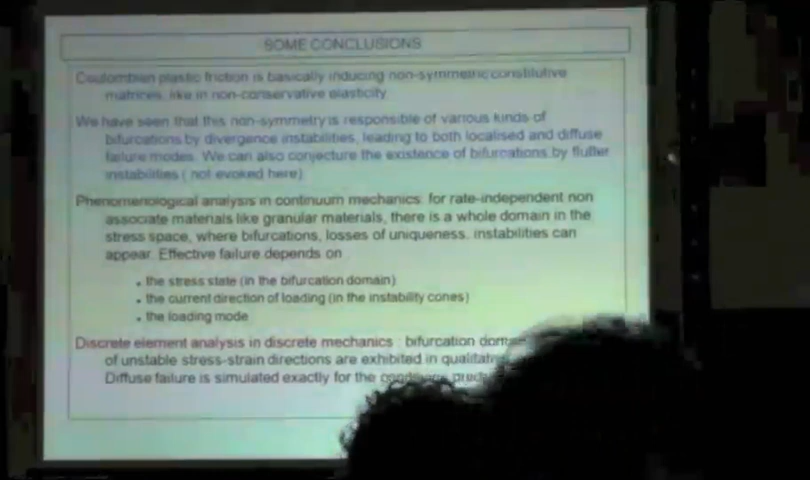 SOME CONCLUSIONS
Coulombian plastic friction is basically inducing non-symmetric constitutive
matrices, like in non-conservative elasticity
We have seen that this non-symmetry is responsible of various kinds of
bifurcations by divergence instabilities, leading to both localised and diffuse
failure modes. We can also conjecture the existence of bifurcations by flutter
instabilities ( not evoked here)
Phenomenological analysis in continuum mechanics: for rate-independent non
associate materials like granular materials, there is a whole domain in the
stress space, where bifurcations, losses of uniqueness, instabilities can
appear. Effective failure depends on
• the stress state (in the bifurcation domain)
• the current direction of loading (in the instability cones)
• the loading mode
Discrete element analysis in discrete mechanics : bifurcation
of unstable stress-strain directions are exhibited in
Diffuse failure is simulated exactly for the